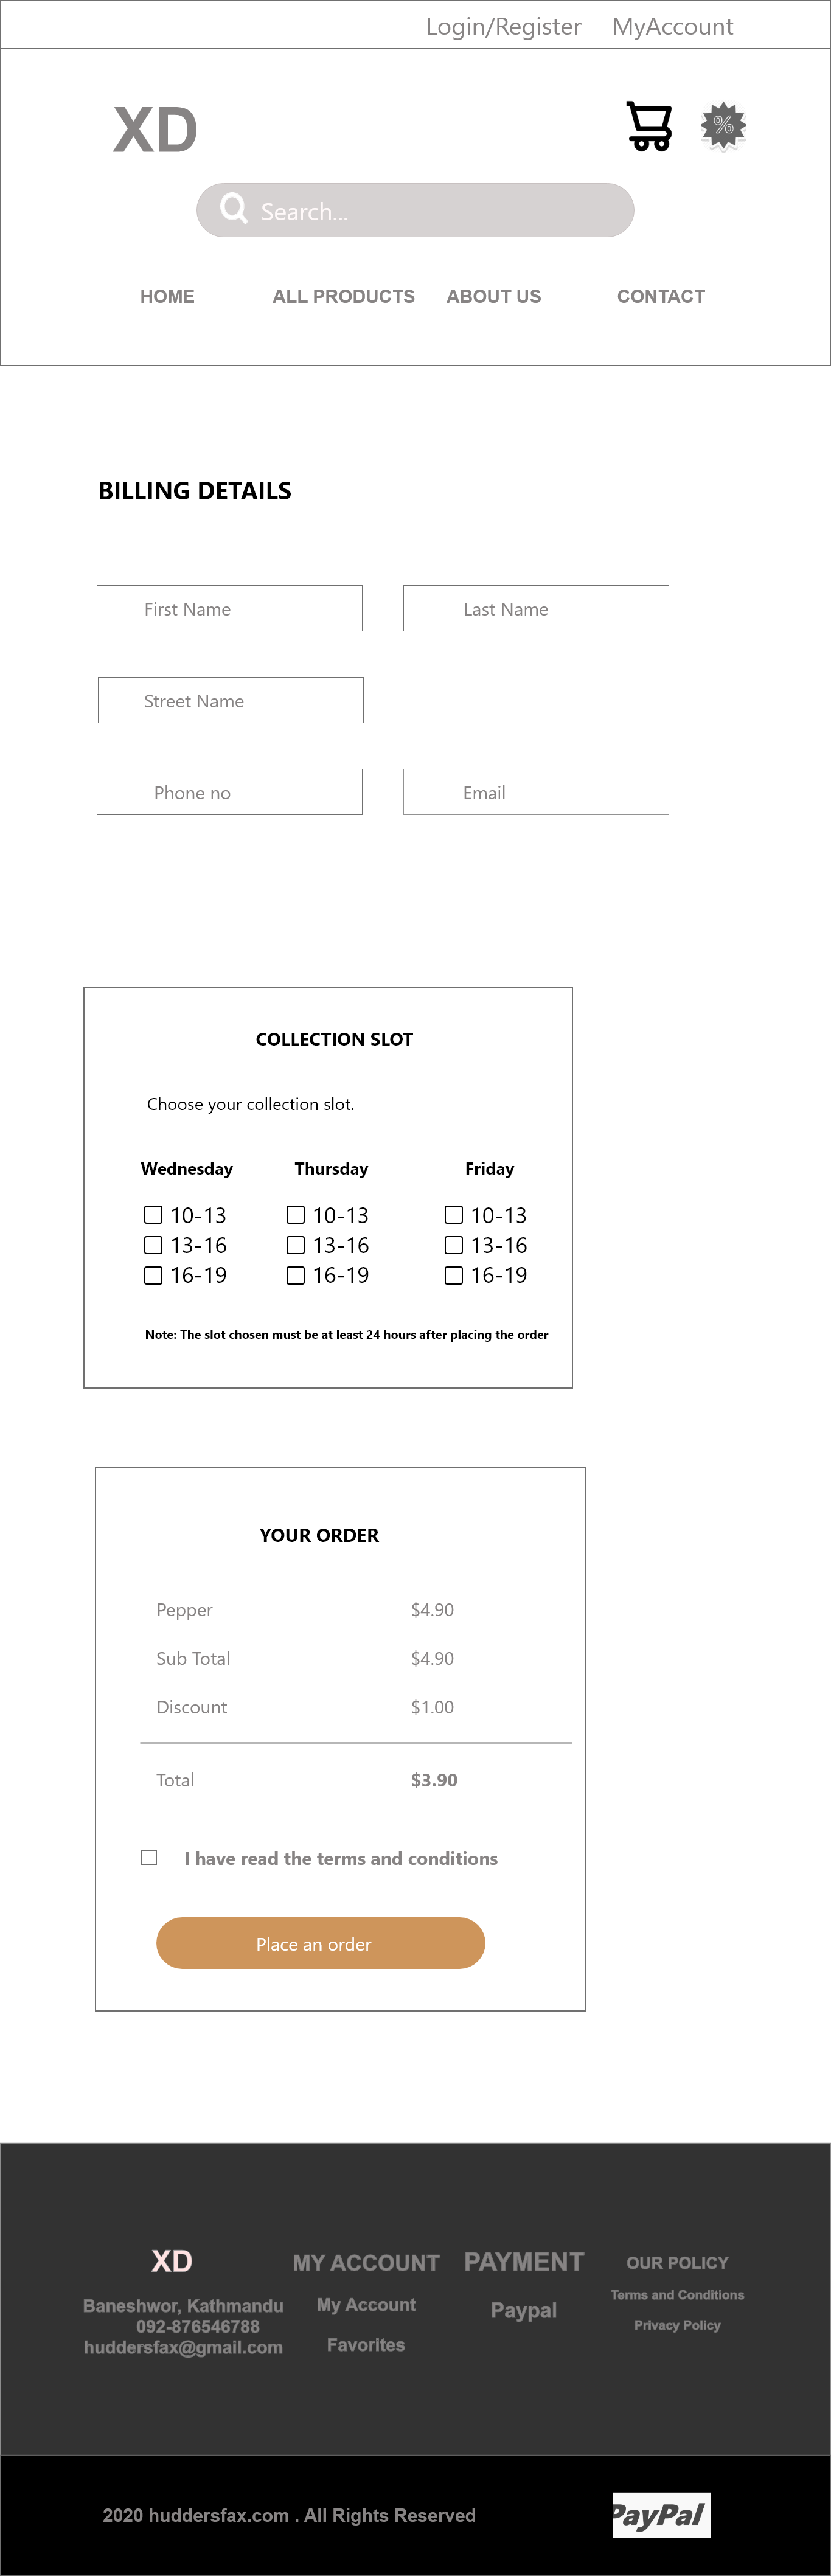 Login/Register MyAccount
XD
%
Search...
HOME ALL PRODUCTS ABOUT US CONTACT
BILLING DETAILS
First Name Last Name
Street Name
Phone no Email
COLLECTION SLOT
Choose your collection slot.
Wednesday Thursday Friday
10-13 10-13 10-13
13-16 13-16 13-16
16-19 16-19 16-19
Note: The slot chosen must be at least 24 hours after placing the order
YOUR ORDER
Pepper $4.90
Sub Total $4.90
Discount $1.00
Total $3.90
I have read the terms and conditions
Place an order
XD
Baneshwor, Kathmandu
092-876546788
huddersfax@gmail.com
MY ACCOUNT
My Account
Favorites
PAYMENT
Paypal
OUR POLICY
Terms and Conditions
Privacy Policy
2020 huddersfax.com . All Rights Reserved
PayPal